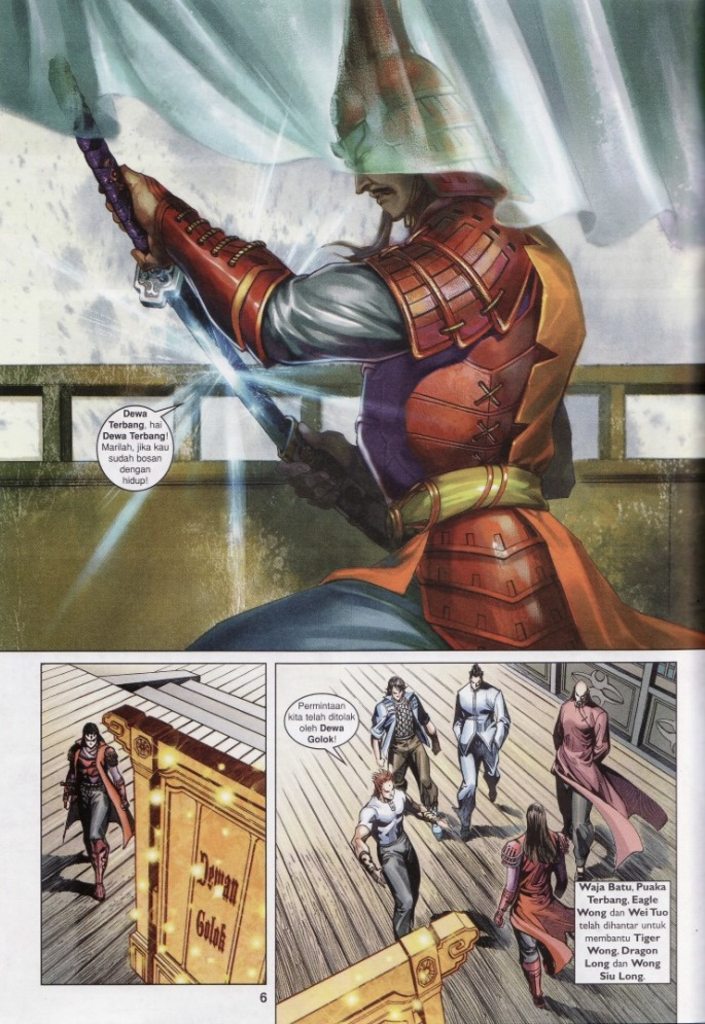 Dewa
Terbang, hai
Dewa Terbang!
Marilah, jika kau
sudah bosan
dengan
hidup!
Dewan
Golok
Permintaan
kita telah ditolak
oleh Dewa
Golok!
Waja Batu, Puaka
Terbang, Eagle
Wong dan Wei Tuo
telah dihantar untuk
membantu Tiger
Wong, Dragon
Long dan Wong
Siu Long.
6